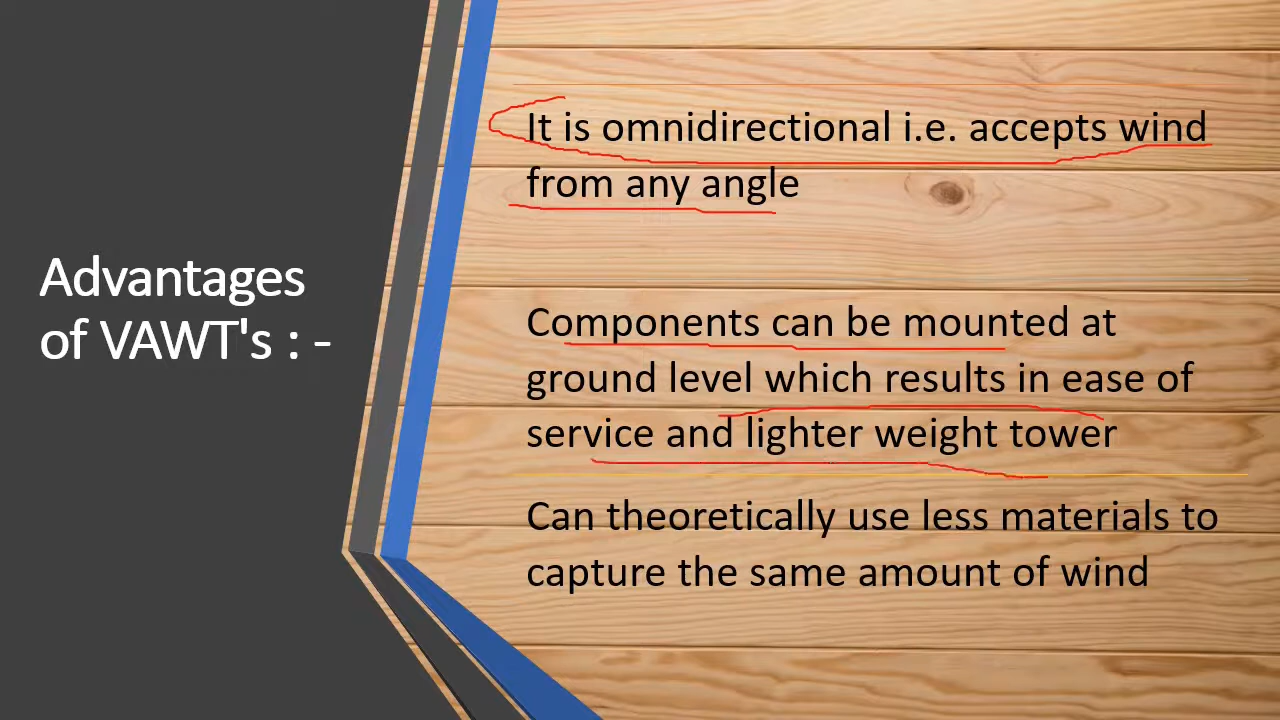 Advantages
of VAWT's : -
It is omnidirectional i.e. accepts wind
from any angle
Components can be mounted at
ground level which results in ease of
service and lighter weight tower
Can theoretically use less materials to
capture the same amount of wind